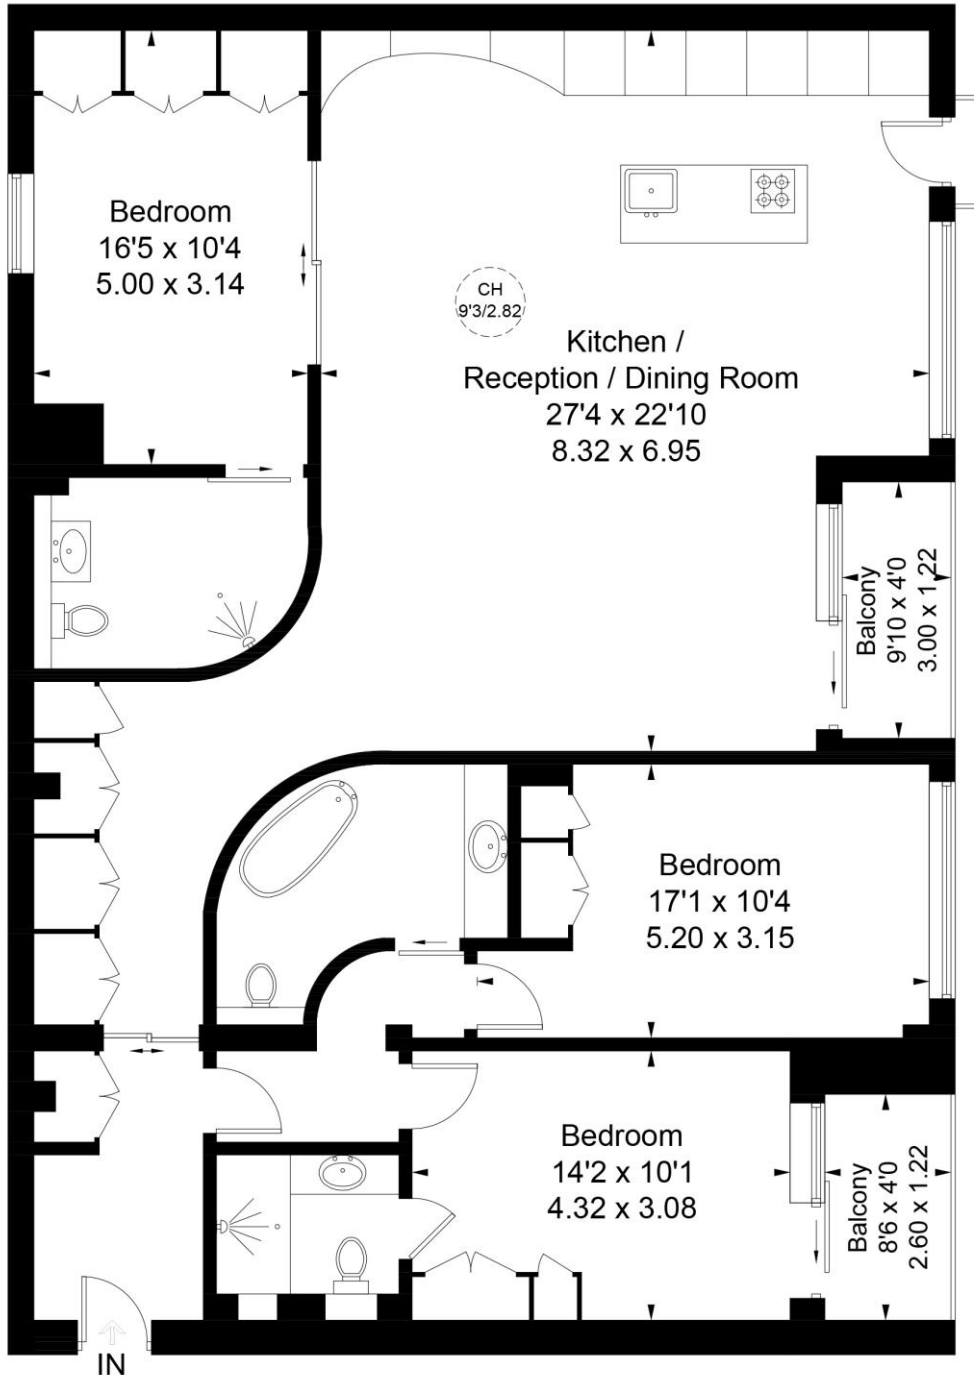 Bedroom
16'5 x 10'4
5.00 x 3.14
CH
9'3/2.82
Kitchen /
Reception / Dining Room
27'4 x 22'10
8.32 x 6.95
Balcony
9'10 x 4'0
3.00 x 1.22
Bedroom
17'1 x 10'4
5.20 x 3.15
Bedroom
14'2 x 10'1
4.32 x 3.08
Balcony
8'6 x 4'0
2.60 x 1.22
IN